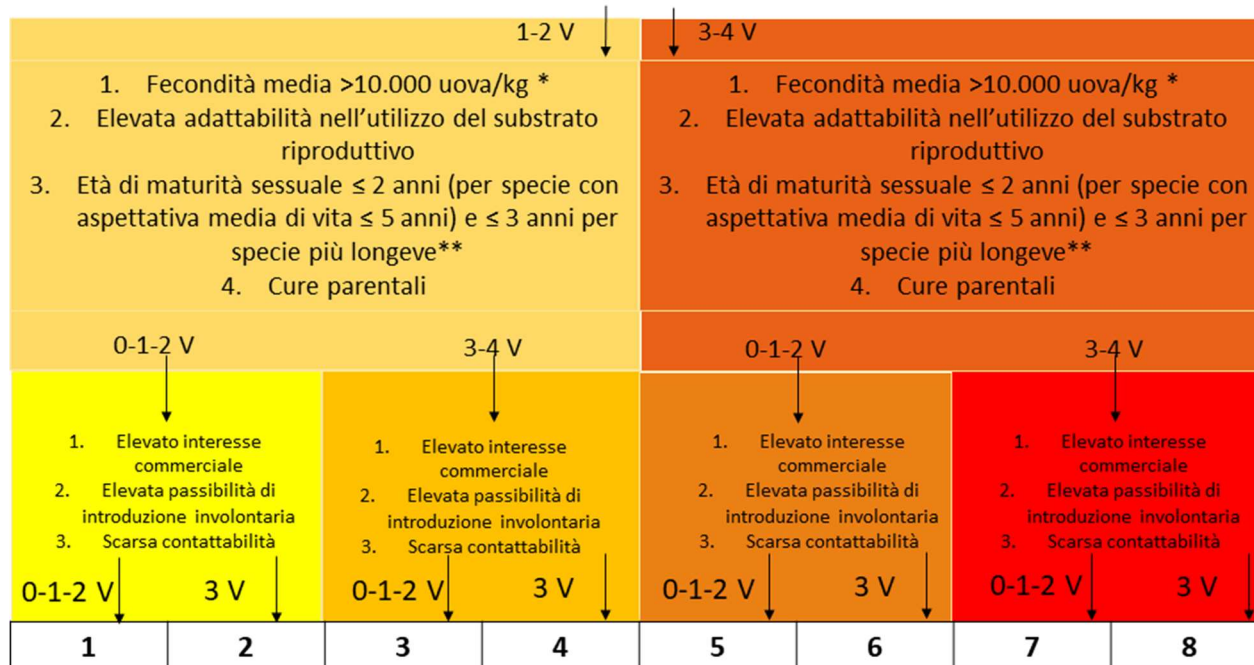 1-2 V
3-4 V
1. Fecondità media >10.000 uova/kg *
2. Elevata adattabilità nell'utilizzo del substrato
riproduttivo
3. Età di maturità sessuale ≤ 2 anni (per specie con
aspettativa media di vita ≤ 5 anni) e ≤ 3 anni per
specie più longeve**
4. Cure parentali
1. Fecondità media >10.000 uova/kg *
2. Elevata adattabilità nell'utilizzo del substrato
riproduttivo
3. Età di maturità sessuale ≤ 2 anni (per specie con
aspettativa media di vita ≤ 5 anni) e ≤ 3 anni per
specie più longeve**
4. Cure parentali
0-1-2 V
3-4 V
0-1-2 V
3-4 V
1. Elevato interesse
commerciale
2. Elevata passibilità di
introduzione involontaria
3. Scarsa contattabilità
1. Elevato interesse
commerciale
2. Elevata passibilità di
introduzione involontaria
3. Scarsa contattabilità
1. Elevato interesse
commerciale
2. Elevata passibilità di
introduzione involontaria
3. Scarsa contattabilità
1. Elevato interesse
commerciale
2. Elevata passibilità di
introduzione involontaria
3. Scarsa contattabilità
0-1-2 V
3 V
0-1-2 V
3 V
0-1-2 V
3 V
0-1-2 V
3 V
1 2 3 4 5 6 7 8